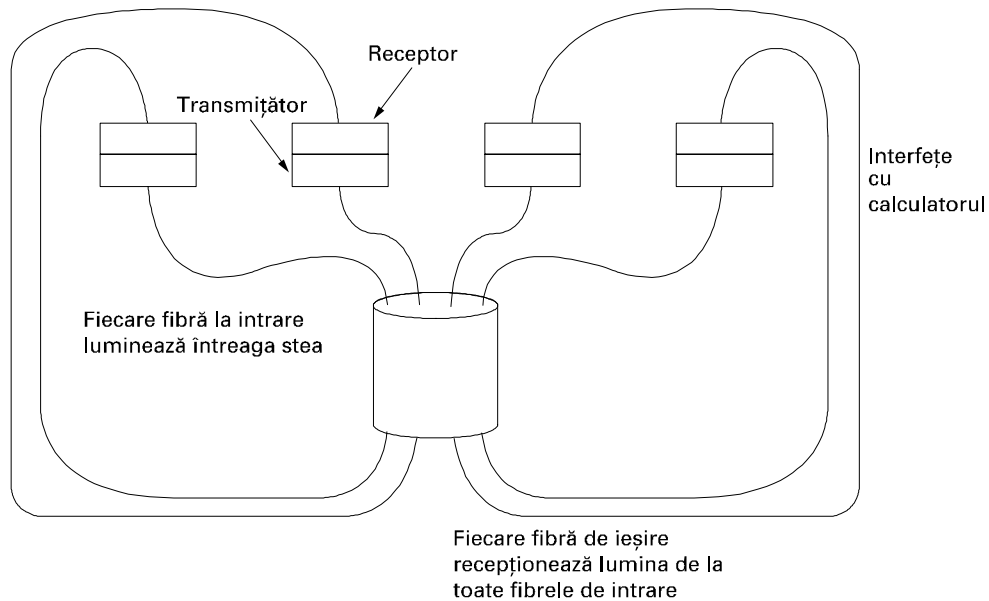 Receptor
Transmițător
Interfețe
cu
calculatorul
Fiecare fibră la intrare
luminează întreaga stea
Fiecare fibră de ieșire
recepționează lumina de la
toate fibrele de intrare